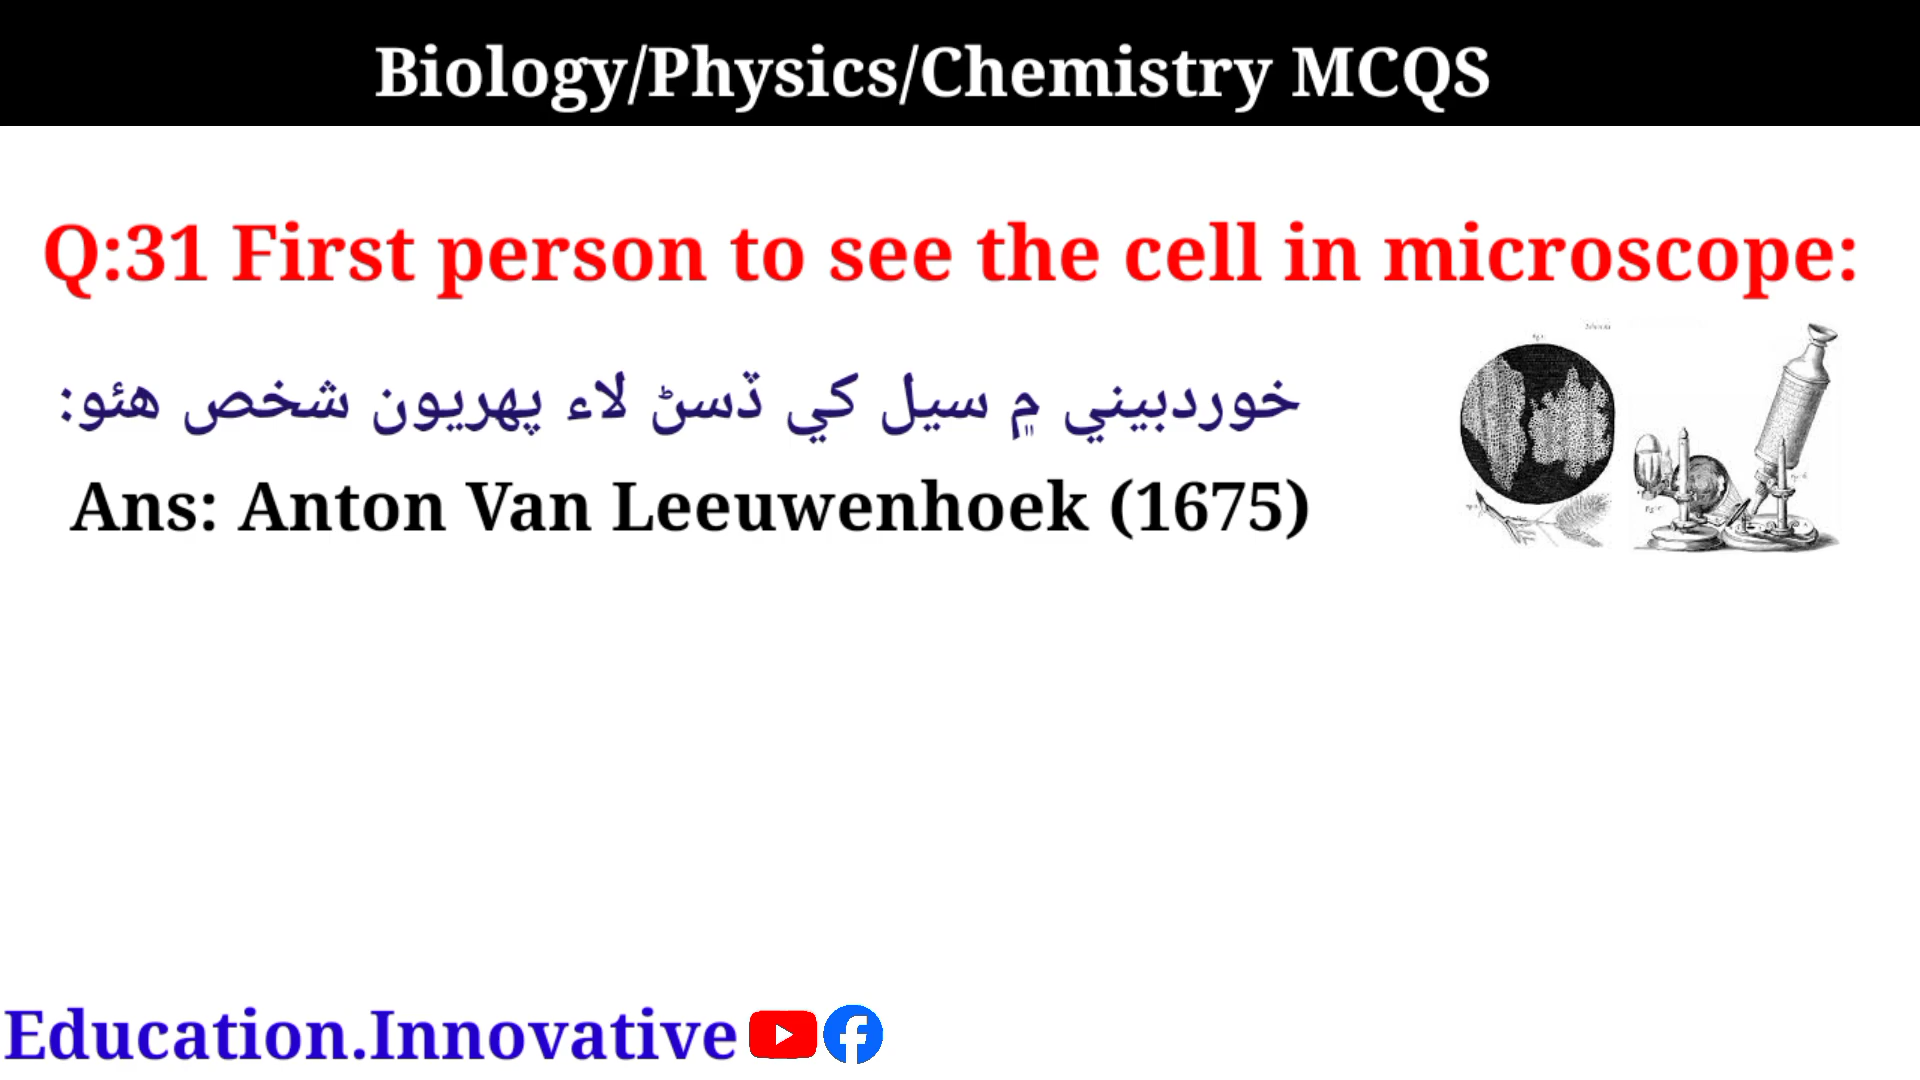 Biology/Physics/Chemistry MCQS
Q:31 First person to see the cell in microscope:
خوردبيني ۾ سيل کي ڏسڻ لاء پهريون شخص هئو:
Ans: Anton Van Leeuwenhoek (1675)
Education.Innovative